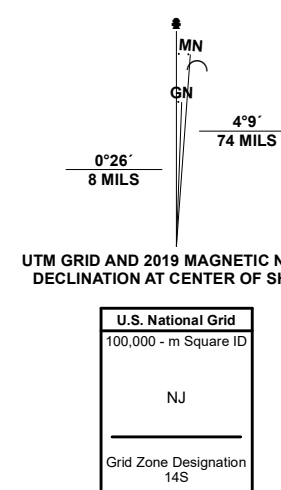 MN
GN
4°9´
74 MILS
0°26´
8 MILS
UTM GRID AND 2019 MAGNETIC N
DECLINATION AT CENTER OF SH
U.S. National Grid
100,000 - m Square ID
NJ
Grid Zone Designation
14S